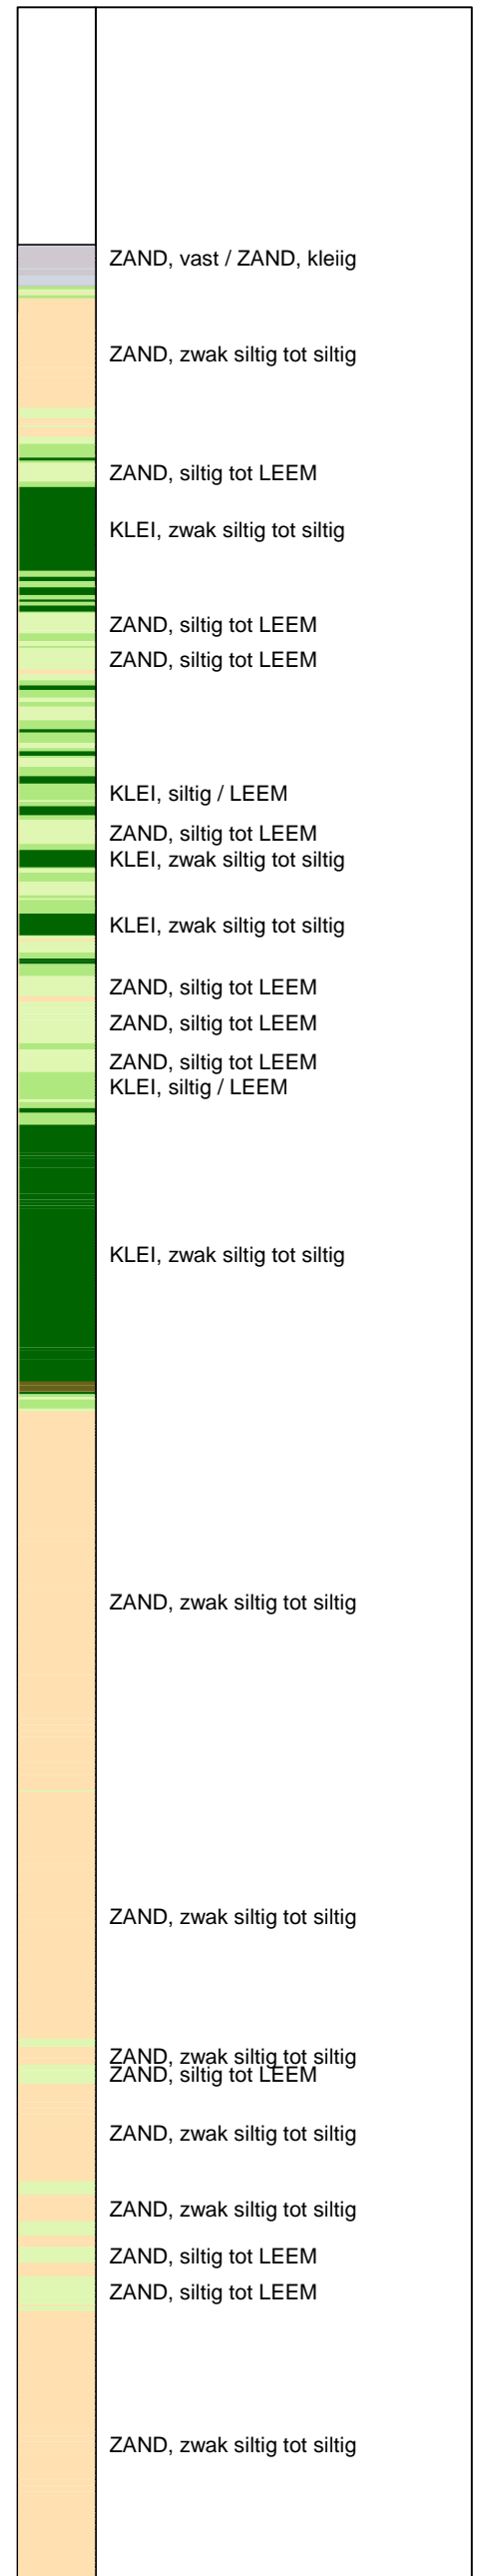 ZAND, vast / ZAND, kleiig
ZAND, zwak siltig tot siltig
ZAND, siltig tot LEEM
KLEI, zwak siltig tot siltig
ZAND, siltig tot LEEM
ZAND, siltig tot LEEM
KLEI, siltig / LEEM
ZAND, siltig tot LEEM
KLEI, zwak siltig tot siltig
KLEI, zwak siltig tot siltig
ZAND, siltig tot LEEM
ZAND, siltig tot LEEM
ZAND, siltig tot LEEM
KLEI, siltig / LEEM
KLEI, zwak siltig tot siltig
ZAND, zwak siltig tot siltig
ZAND, zwak siltig tot siltig
ZAND, zwak siltig tot siltig
ZAND, siltig tot LEEM
ZAND, zwak siltig tot siltig
ZAND, zwak siltig tot siltig
ZAND, siltig tot LEEM
ZAND, siltig tot LEEM
ZAND, zwak siltig tot siltig